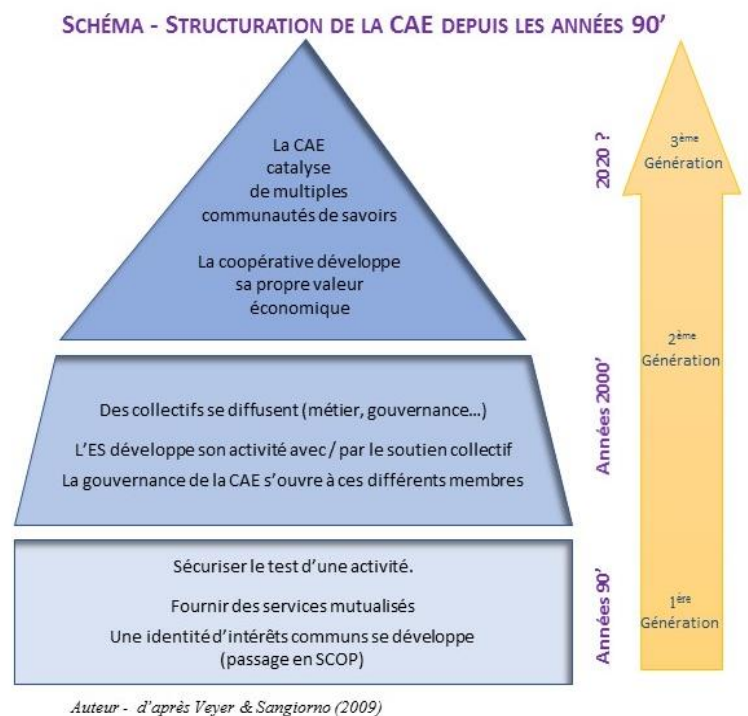 SCHÉMA - STRUCTURATION DE LA CAE DEPUIS LES ANNÉES 90'
La CAE
catalyse
de multiples
communautés de savoirs
La coopérative développe
sa propre valeur
économique
2020 ?
3ème
Génération
Des collectifs se diffusent (métier, gouvernance…)
L'ES développe son activité avec / par le soutien collectif
La gouvernance de la CAE s'ouvre à ces différents membres
Années 2000'
2ème
Génération
Sécuriser le test d'une activité.
Fournir des services mutualisés
Une identité d'intérêts communs se développe
(passage en SCOP)
Années 90'
1ère
Génération
Auteur - d'après Veyer & Sangiorno (2009)